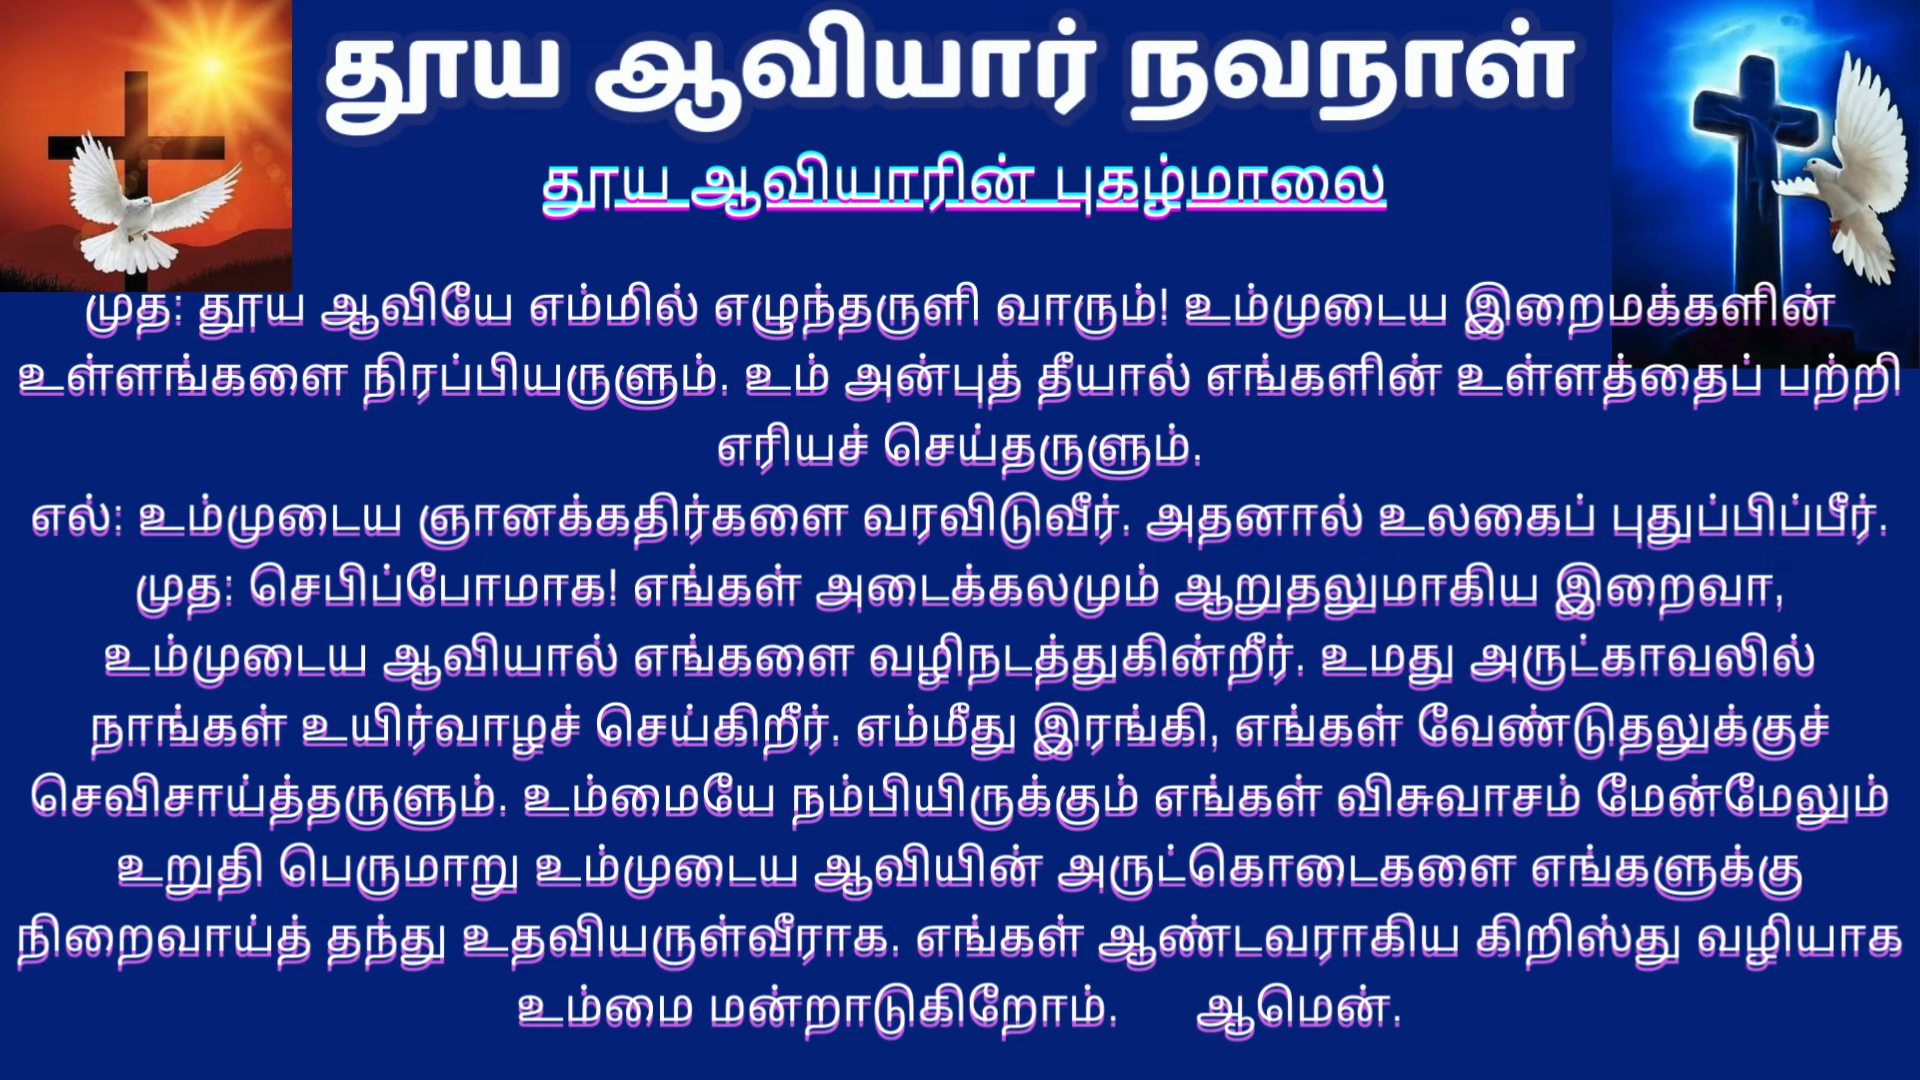 தூய ஆவியார் நவநாள்
தூய ஆவியாரின் புகழ்மாலை
முத: தூய ஆவியே எம்மில் எழுந்தருளி வாரும்! உம்முடைய இறைமக்களின்
உள்ளங்களை நிரப்பியருளும். உம் அன்புத் தீயால் எங்களின் உள்ளத்தைப் பற்றி
எரியச் செய்தருளும்.
எல்: உம்முடைய ஞானக்கதிர்களை வரவிடுவீர். அதனால் உலகைப் புதுப்பிப்பீர்.
முத: செபிப்போமாக! எங்கள் அடைக்கலமும் ஆறுதலுமாகிய இறைவா,
உம்முடைய ஆவியால் எங்களை வழிநடத்துகின்றீர். உமது அருட்காவலில்
நாங்கள் உயிர்வாழச் செய்கிறீர். எம்மீது இரங்கி, எங்கள் வேண்டுதலுக்குச்
செவிசாய்த்தருளும். உம்மையே நம்பியிருக்கும் எங்கள் விசுவாசம் மேன்மேலும்
உறுதி பெருமாறு உம்முடைய ஆவியின் அருட்கொடைகளை எங்களுக்கு
நிறைவாய்த் தந்து உதவியருள்வீராக. எங்கள் ஆண்டவராகிய கிறிஸ்து வழியாக
உம்மை மன்றாடுகிறோம். ஆமென்.